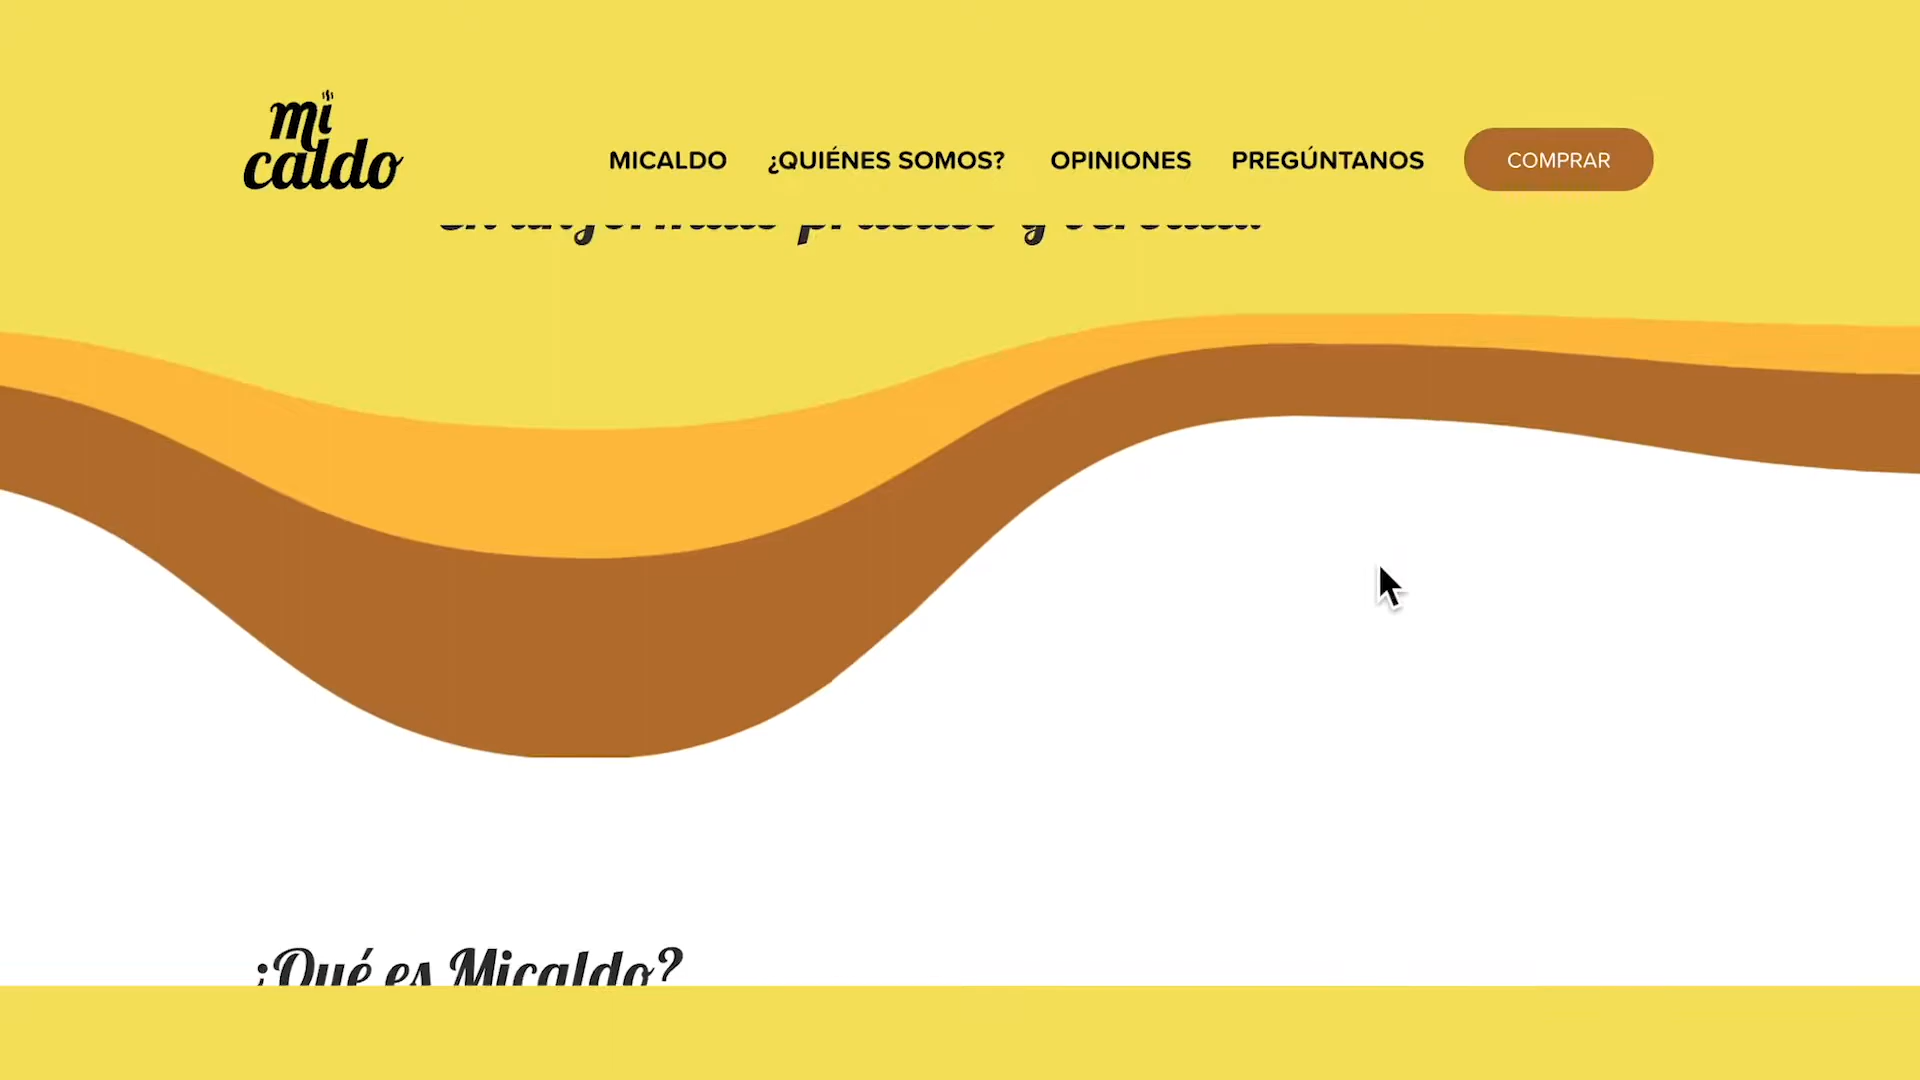 mi
caldo
MICALDO ¿QUIÉNES SOMOS? OPINIONES PREGÚNTANOS COMPRAR
¿Qué es Micaldo?